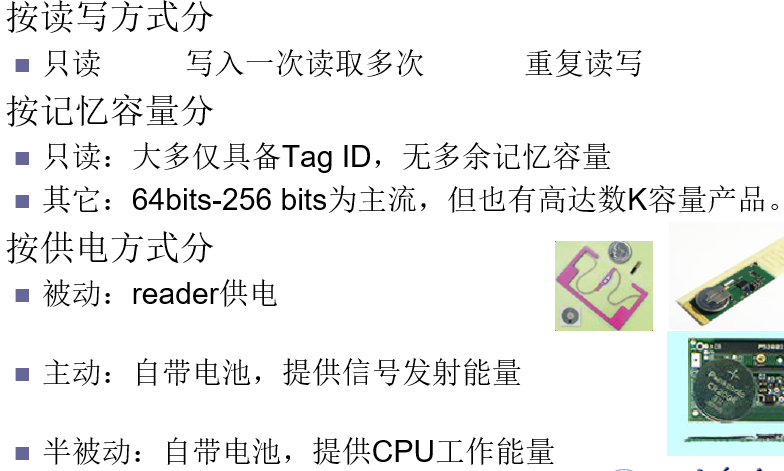 按读写方式分
■ 只读 写入一次读取多次 重复读写
按记忆容量分
■ 只读：大多仅具备Tag ID，无多余记忆容量
■ 其它：64bits-256 bits为主流，但也有高达数K容量产品。
按供电方式分
■ 被动：reader供电
■ 主动：自带电池，提供信号发射能量
■ 半被动：自带电池，提供CPU工作能量
Panasonic